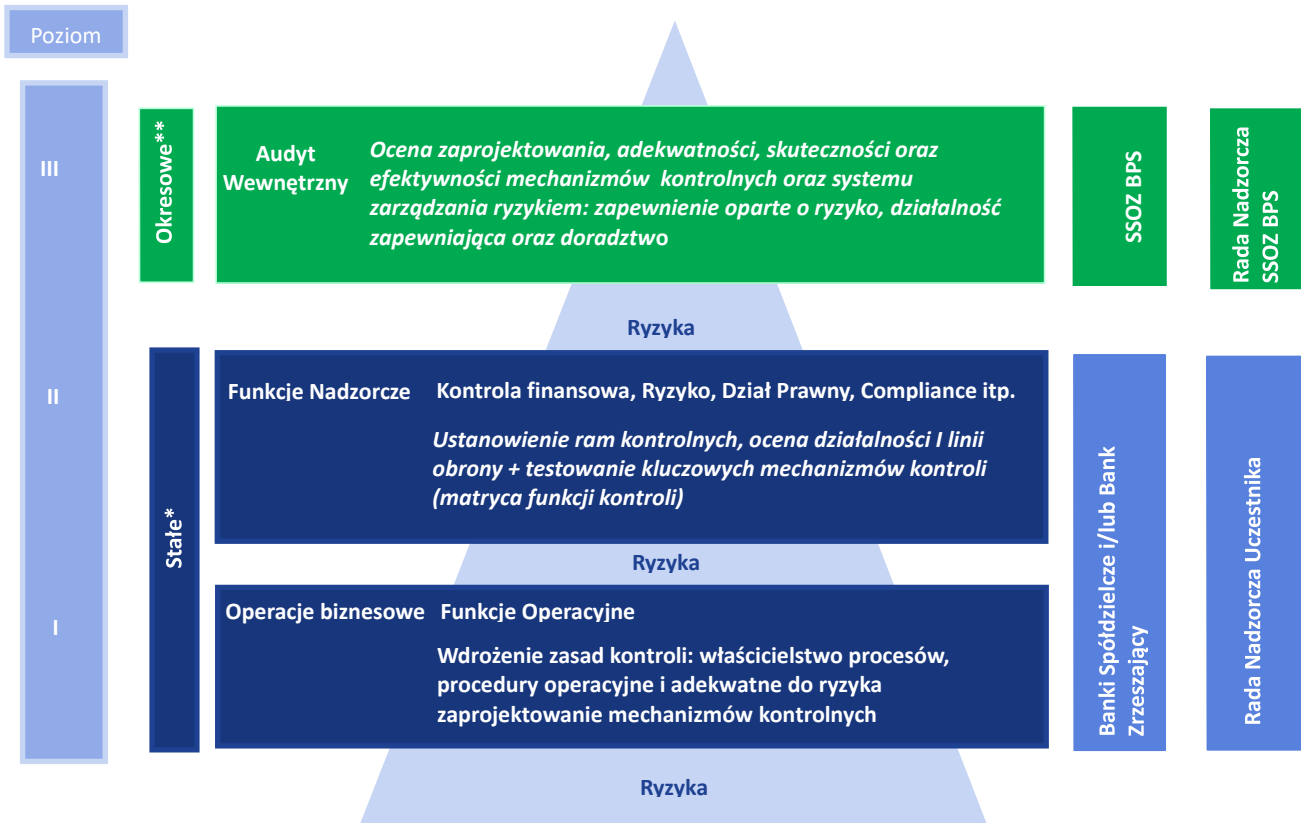 Poziom
III
Okresowe**
Audyt
Wewnętrzny
Ocena zaprojektowania, adekwatności, skuteczności oraz
efektywności mechanizmów kontrolnych oraz systemu
zarządzania ryzykiem: zapewnienie oparte o ryzyko, działalność
zapewniająca oraz doradztwo
SSOZ BPS
Rada Nadzorcza
SSOZ BPS
Ryzyka
II
Stałe*
Funkcje Nadzorcze
Kontrola finansowa, Ryzyko, Dział Prawny, Compliance itp.
Ustanowienie ram kontrolnych, ocena działalności I linii
obrony + testowanie kluczowych mechanizmów kontroli
(matryca funkcji kontroli)
Banki Spółdzielcze i/lub Bank
Zrzeszający
Rada Nadzorcza Uczestnika
Ryzyka
I
Operacje biznesowe
Funkcje Operacyjne
Wdrożenie zasad kontroli: właścicielstwo procesów,
procedury operacyjne i adekwatne do ryzyka
zaprojektowanie mechanizmów kontrolnych
Ryzyka